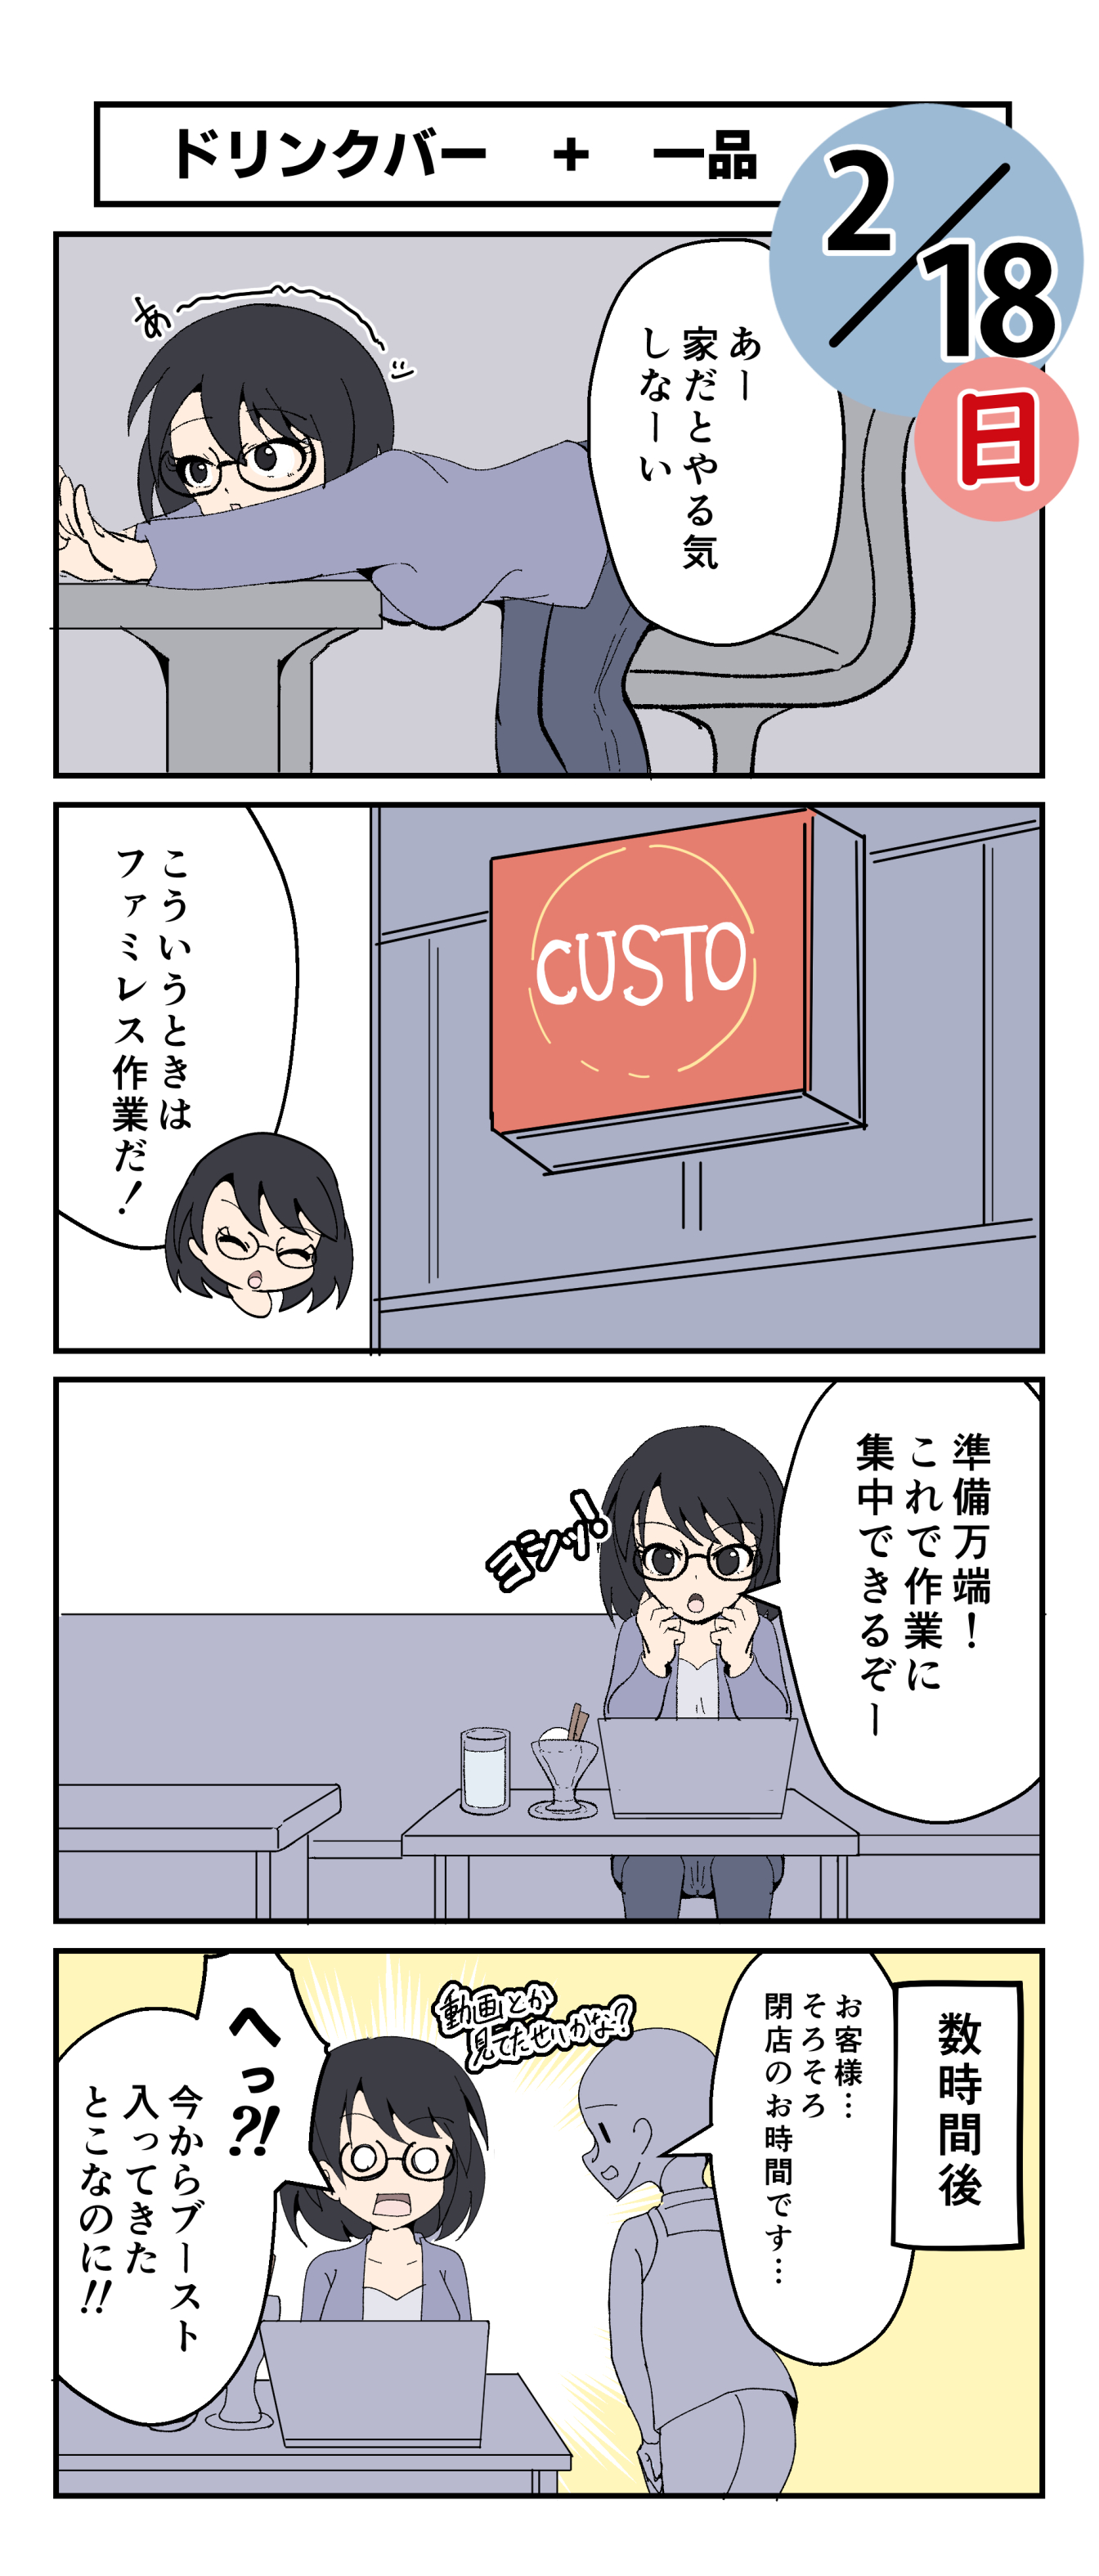 ドリンクバー ＋ 一品
2/18
日
あー
家だとやる気
しなーい
あ〜
CUSTO
こういうときは
ファミレス作業だ！
準備万端！
これで作業に
集中できるぞー
ヨシッ！
数時間後
お客様…
そろそろ
閉店のお時間です…
動画とか
見てたせいかな？
へっ?!
今からブースト
入ってきた
とこなのに!!